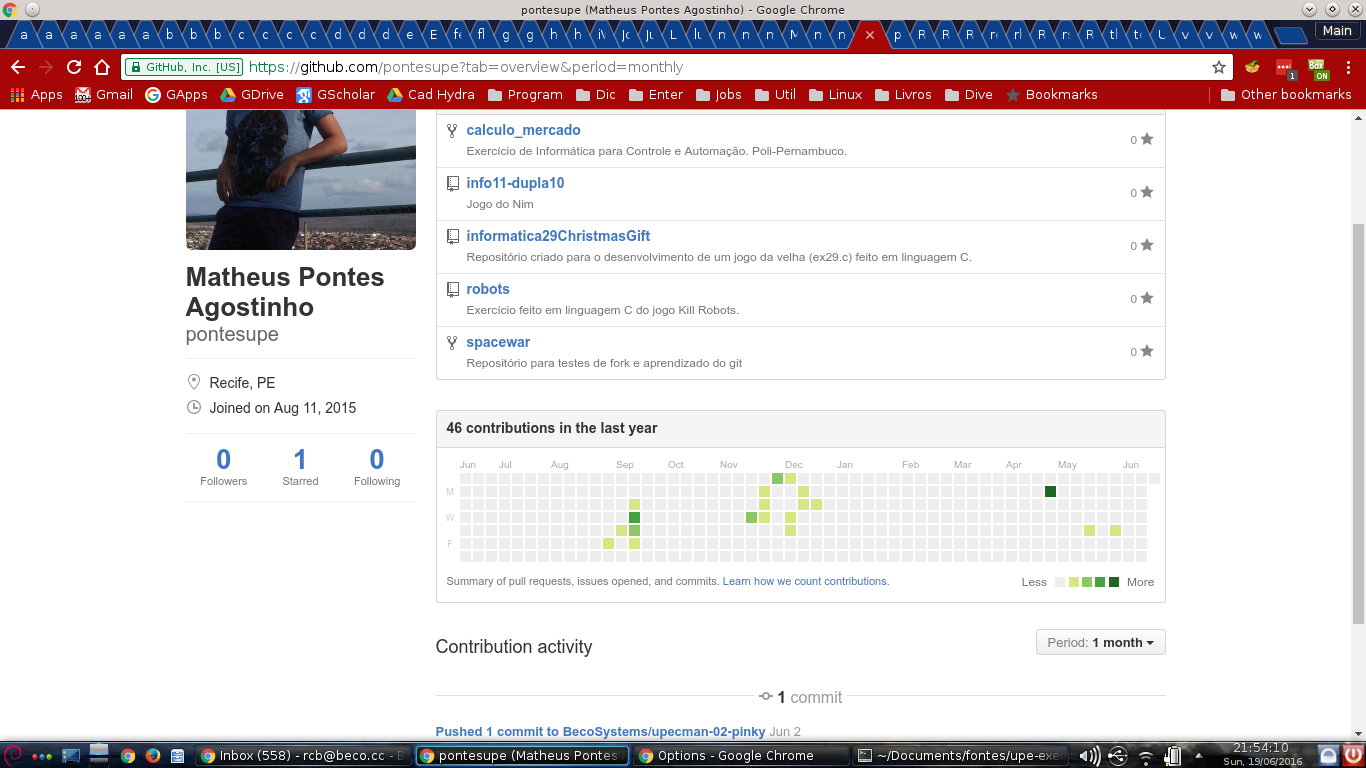 pontesupe (Matheus Pontes Agostinho) - Google Chrome
a a a a a a b b b c c c c d d d e E g g h h n n n n p R R R R R U v v w w Main
GitHub, Inc. [US] https://github.com/pontesupe?tab=overview&period=monthly
1 ON
Apps Gmail GApps GDrive GScholar Cad Hydra Program Dic Enter Jobs Util Linux Livros Dive Bookmarks Other bookmarks
calculo_mercado
0
Exercício de Informática para Controle e Automação. Poli-Pernambuco.
info11-dupla10
0
Jogo do Nim
informatica29ChristmasGift
0
Repositório criado para o desenvolvimento de um jogo da velha (ex29.c) feito em linguagem C.
robots
0
Exercício feito em linguagem C do jogo Kill Robots.
spacewar
0
Repositório para testes de fork e aprendizado do git
Matheus Pontes
Agostinho
pontesupe
Recife, PE
Joined on Aug 11, 2015
0 1 0
Followers Starred Following
46 contributions in the last year
Jun Jul Aug Sep Oct Nov Dec Jan Feb Mar Apr May Jun
M
W
F
Summary of pull requests, issues opened, and commits. Learn how we count contributions.
Less More
Contribution activity
Period: 1 month
1 commit
Pushed 1 commit to BecoSystems/upecman-02-pinky Jun 2
Inbox (558) - rcb@beco.cc - B
pontesupe (Matheus Pontes
Options - Google Chrome
~/Documents/fontes/upe-exe
21:54:10
Sun, 19/06/2016